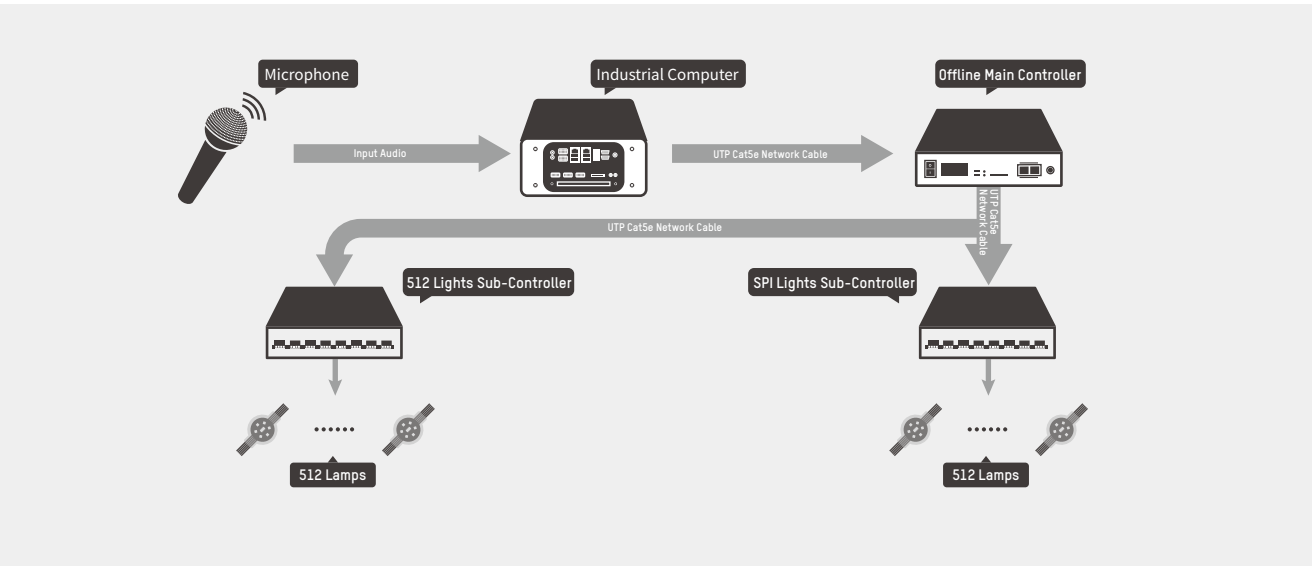 Microphone
Industrial Computer
Offline Main Controller
Input Audio
UTP Cat5e Network Cable
UTP Cat5e
Network Cable
UTP Cat5e Network Cable
512 Lights Sub-Controller
SPI Lights Sub-Controller
512 Lamps
512 Lamps